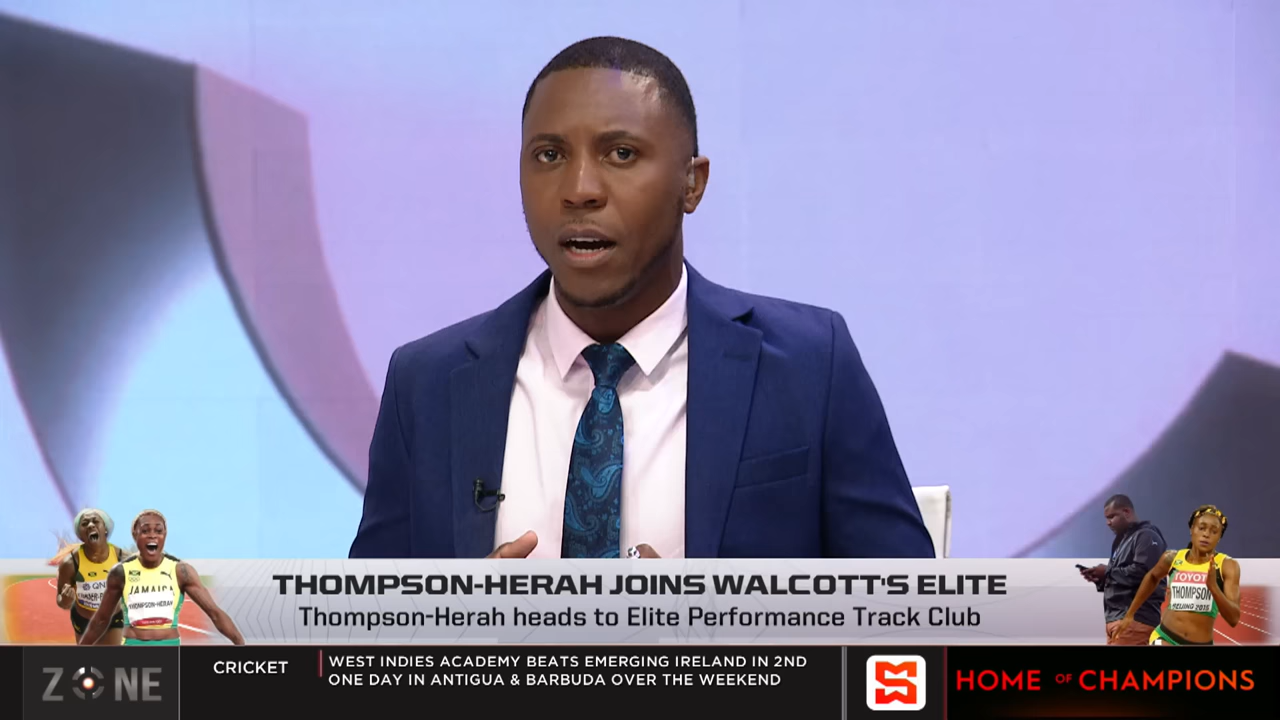 THOMPSON-HERAH JOINS WALCOTT'S ELITE
Thompson-Herah heads to Elite Performance Track Club
JAMAICA
THOMPSON-HERAH
TOYOTA
THOMPSON
BEIJING 2015
ZONE
CRICKET
WEST INDIES ACADEMY BEATS EMERGING IRELAND IN 2ND
ONE DAY IN ANTIGUA & BARBUDA OVER THE WEEKEND
HOME OF CHAMPIONS